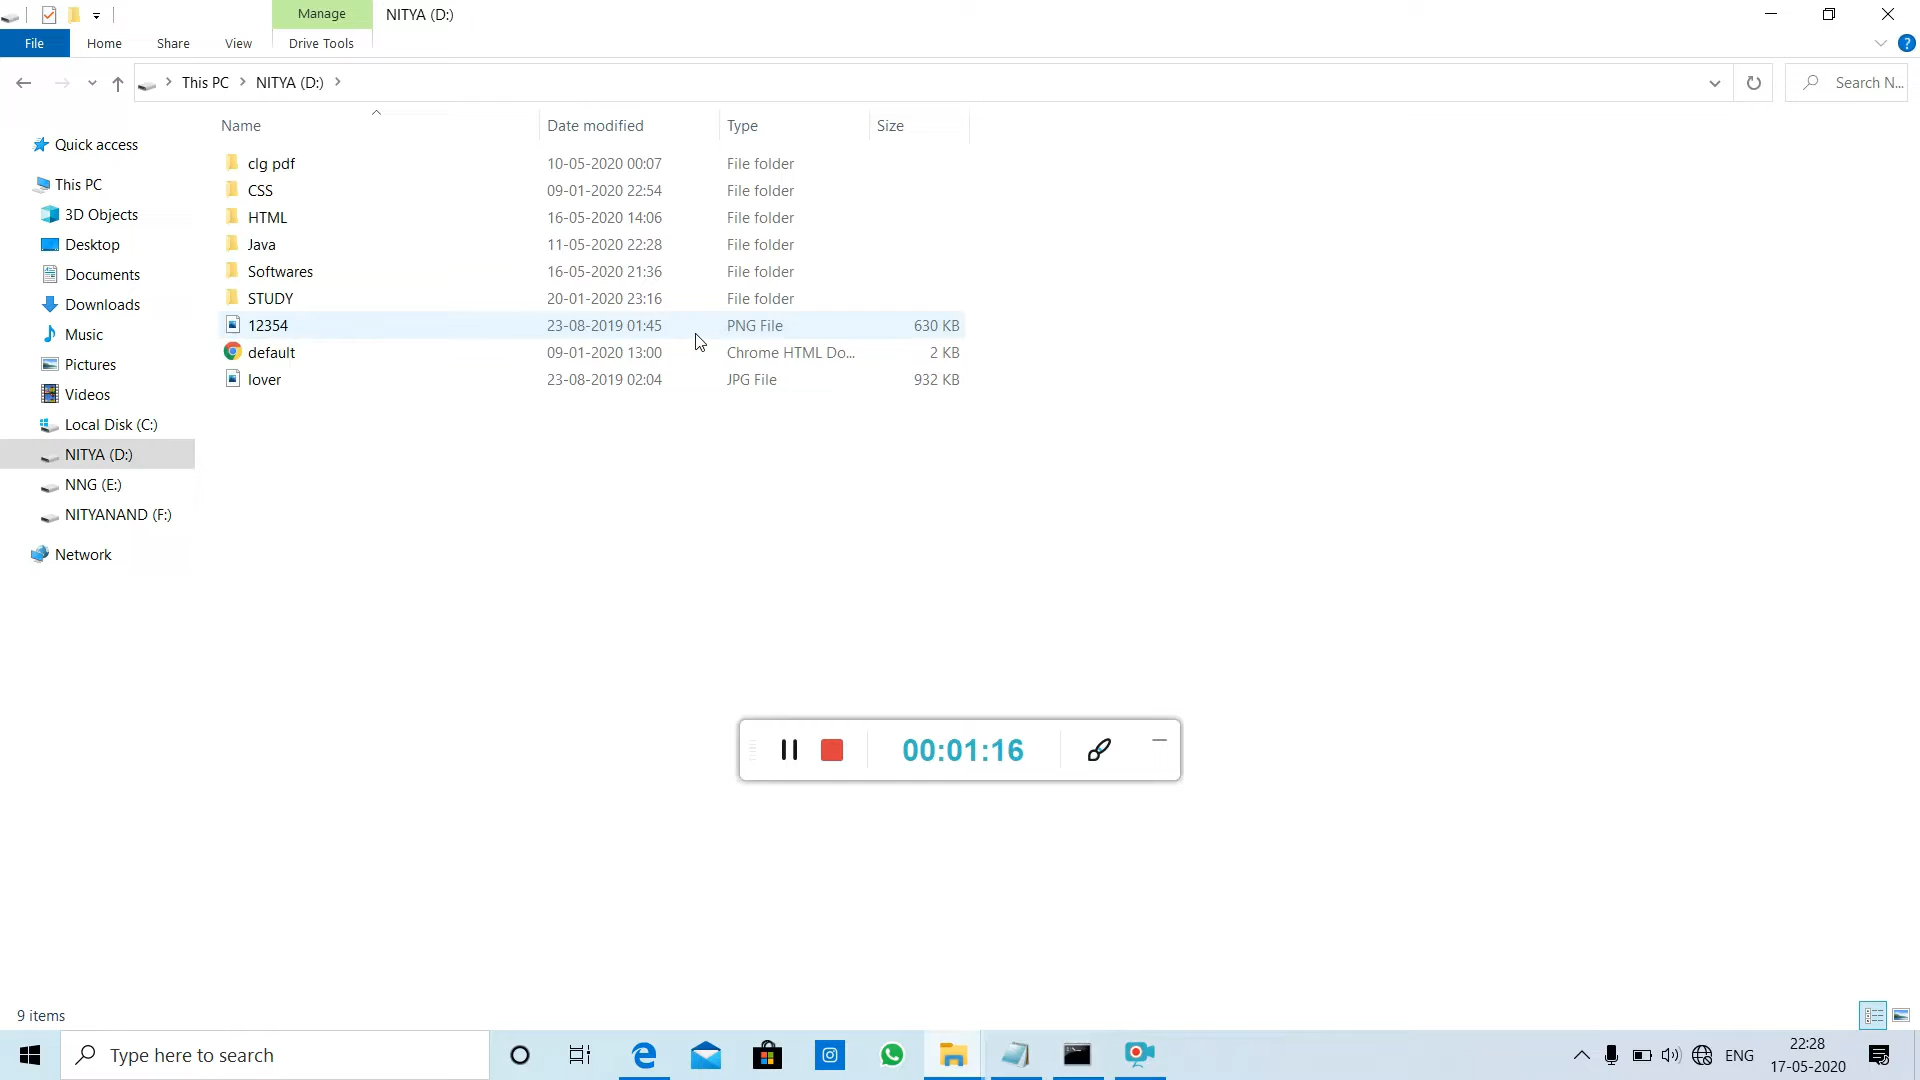 Manage
NITYA (D:)
File
Home
Share
View
Drive Tools
This PC
NITYA (D:)
Search N...
Name
Date modified
Type
Size
Quick access
This PC
3D Objects
Desktop
Documents
Downloads
Music
Pictures
Videos
Local Disk (C:)
NITYA (D:)
NNG (E:)
NITYANAND (F:)
Network
clg pdf 10-05-2020 00:07 File folder
CSS 09-01-2020 22:54 File folder
HTML 16-05-2020 14:06 File folder
Java 11-05-2020 22:28 File folder
Softwares 16-05-2020 21:36 File folder
STUDY 20-01-2020 23:16 File folder
12354 23-08-2019 01:45 PNG File 630 KB
default 09-01-2020 13:00 Chrome HTML Do... 2 KB
lover 23-08-2019 02:04 JPG File 932 KB
00:01:16
9 items
Type here to search
ENG
22:28
17-05-2020